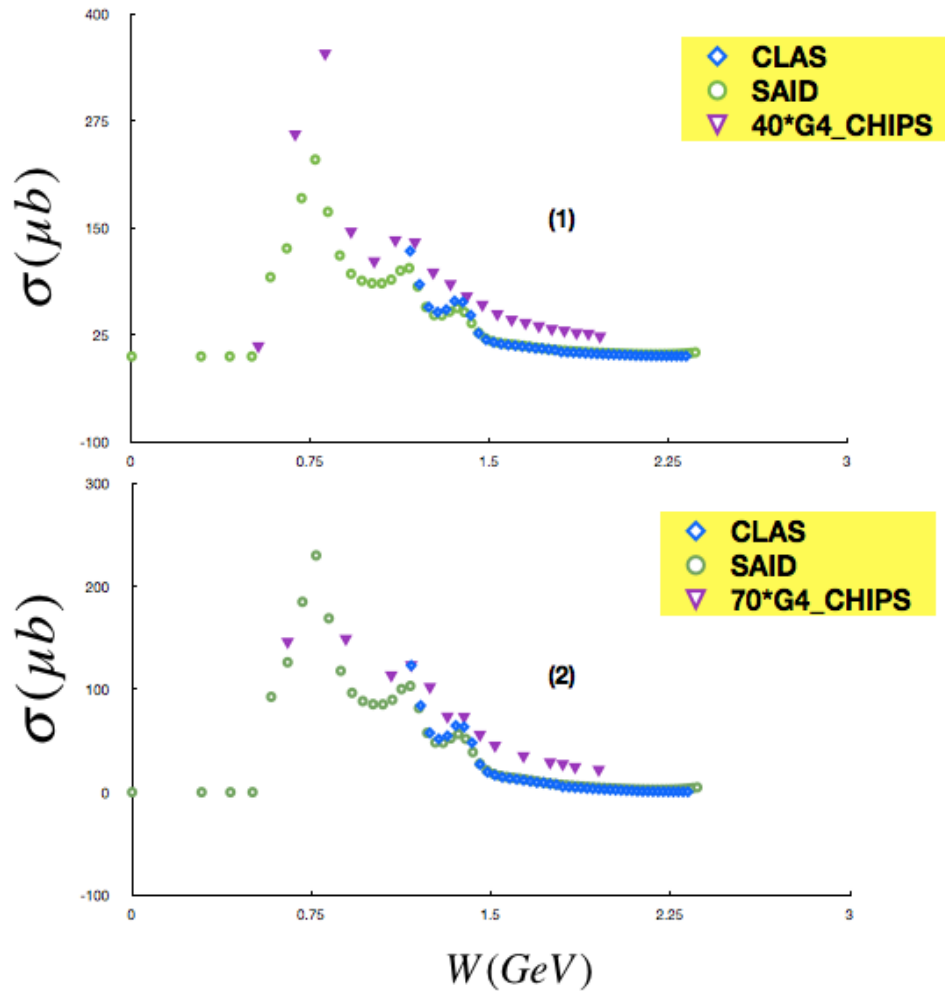 400
CLAS
SAID
40*G4_CHIPS
275
σ(μb)
150
(1)
25
-100
0
0.75
1.5
2.25
3
300
CLAS
SAID
70*G4_CHIPS
200
σ(μb)
(2)
100
0
-100
0
0.75
1.5
2.25
3
W(GeV)